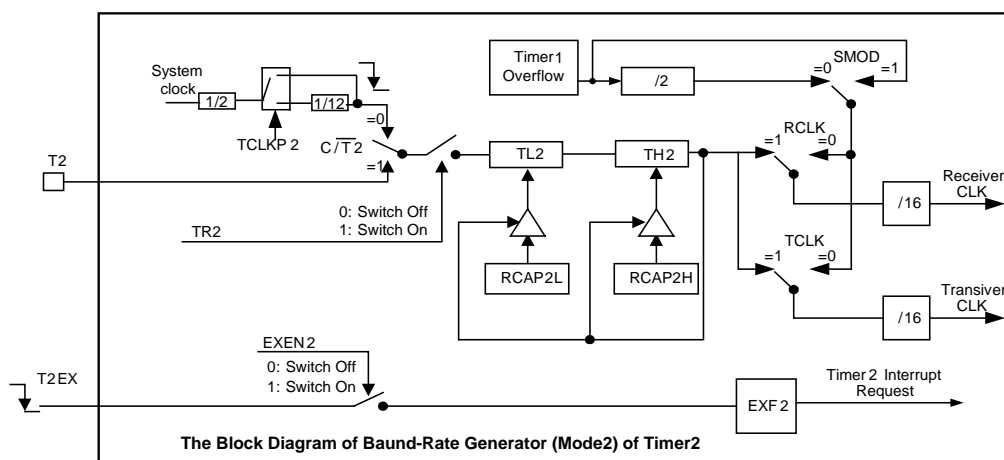 Timer1
Overflow
/2
SMOD
=0
=1
System
clock
1/2
1/12
TCLKP2
=0
C/T2
=1
T2
TL2
TH2
=1
RCLK
=0
/16
Receiver
CLK
0: Switch Off
1: Switch On
TR2
RCAP2L
RCAP2H
TCLK
=1
=0
/16
Transiver
CLK
EXEN2
0: Switch Off
1: Switch On
T2EX
EXF2
Timer2 Interrupt
Request
The Block Diagram of Baund-Rate Generator (Mode2) of Timer2